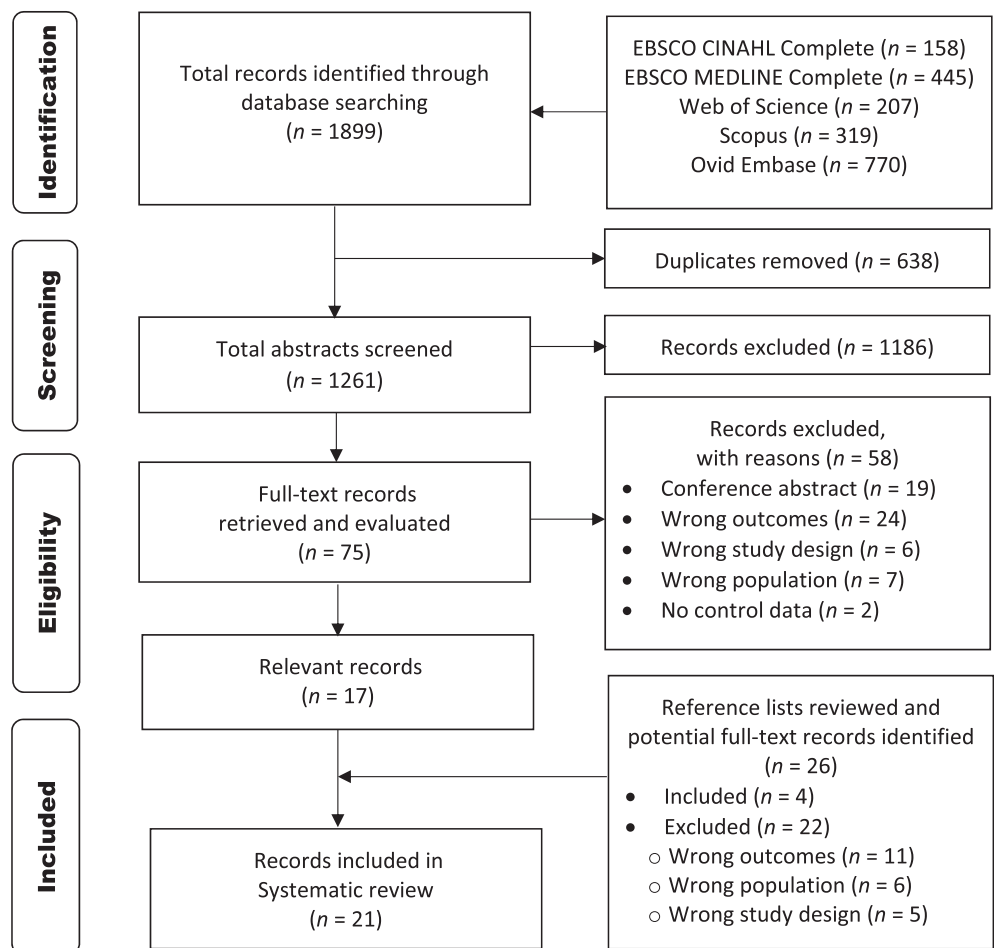 Identification
Total records identified through
database searching
(n = 1899)
EBSCO CINAHL Complete (n = 158)
EBSCO MEDLINE Complete (n = 445)
Web of Science (n = 207)
Scopus (n = 319)
Ovid Embase (n = 770)
Duplicates removed (n = 638)
Screening
Total abstracts screened
(n = 1261)
Records excluded (n = 1186)
Eligibility
Full-text records
retrieved and evaluated
(n = 75)
Records excluded,
with reasons (n = 58)
• Conference abstract (n = 19)
• Wrong outcomes (n = 24)
• Wrong study design (n = 6)
• Wrong population (n = 7)
• No control data (n = 2)
Relevant records
(n = 17)
Included
Reference lists reviewed and
potential full-text records identified
(n = 26)
• Included (n = 4)
• Excluded (n = 22)
○ Wrong outcomes (n = 11)
○ Wrong population (n = 6)
○ Wrong study design (n = 5)
Records included in
Systematic review
(n = 21)